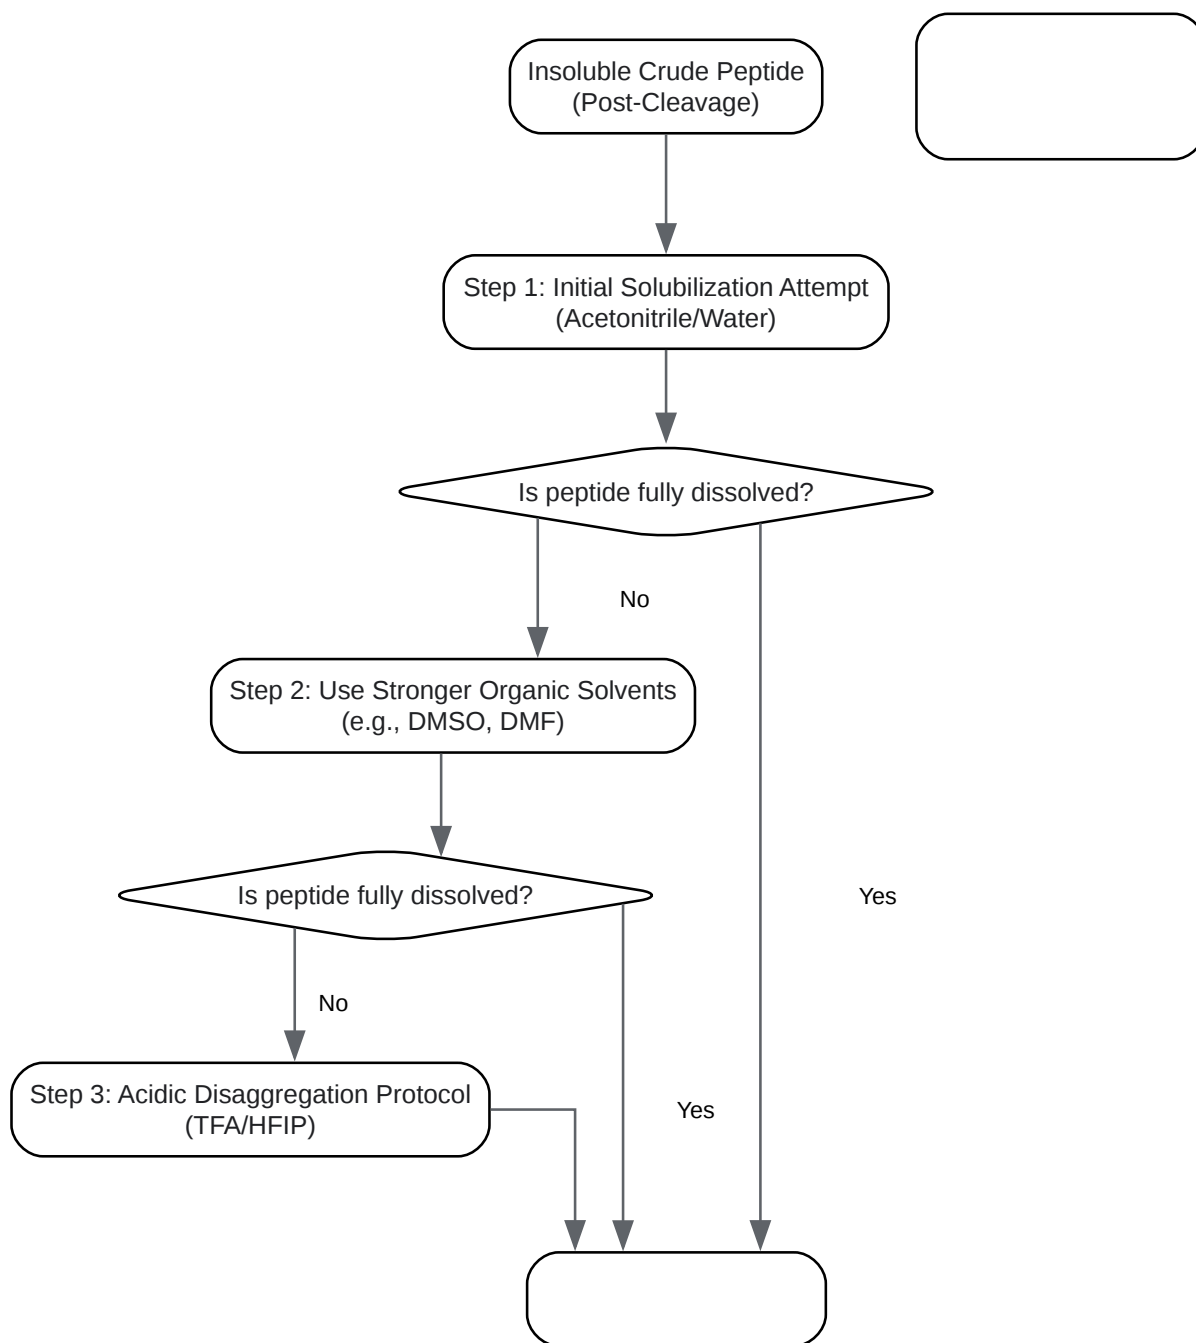 Insoluble Crude Peptide
(Post-Cleavage)
Step 1: Initial Solubilization Attempt
(Acetonitrile/Water)
Is peptide fully dissolved?
No
Step 2: Use Stronger Organic Solvents
(e.g., DMSO, DMF)
Is peptide fully dissolved?
Yes
No
Step 3: Acidic Disaggregation Protocol
(TFA/HFIP)
Yes